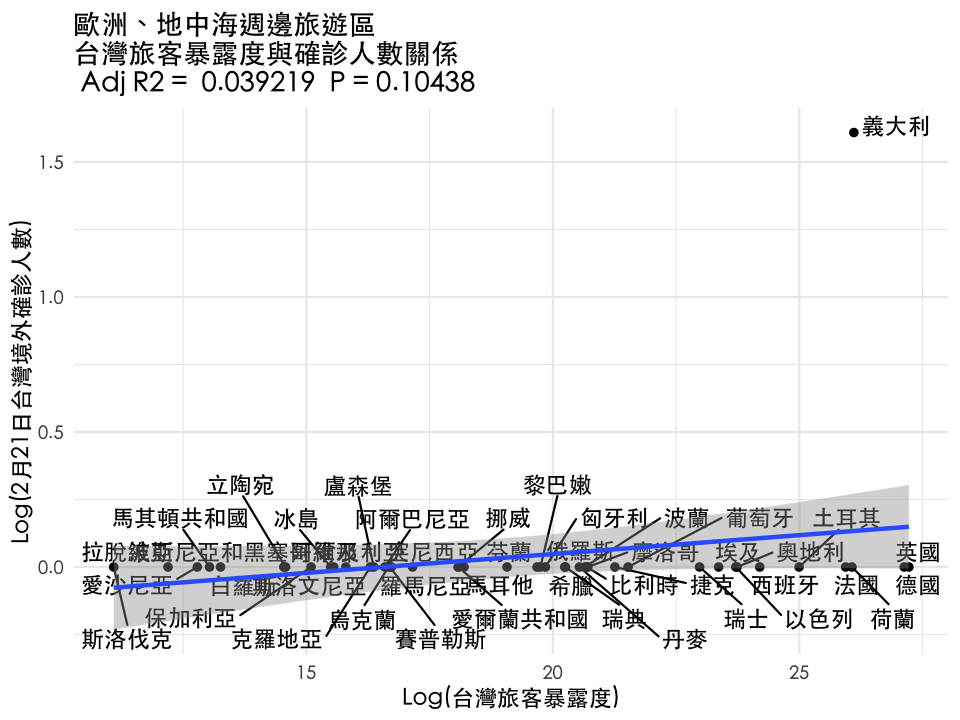 歐洲、地中海週邊旅遊區
台灣旅客暴露度與確診人數關係
Adj R2 = 0.039219 P = 0.10438
義大利
1.5
1.0
0.5
0.0
Log(2月21日台灣境外確診人數)
立陶宛 盧森堡 黎巴嫩
馬其頓共和國 冰島 阿爾巴尼亞 挪威 匈牙利 波蘭 葡萄牙 土耳其
拉脫維亞 芬蘭 俄羅斯 摩洛哥 埃及 奧地利 英國
愛沙尼亞 白羅斯 羅馬尼亞 馬耳他 希臘 比利時 捷克 西班牙 法國 德國
保加利亞 烏克蘭 愛爾蘭共和國 瑞典 瑞士 以色列 荷蘭
斯洛伐克 克羅地亞 賽普勒斯 丹麥
15 20 25
Log(台灣旅客暴露度)